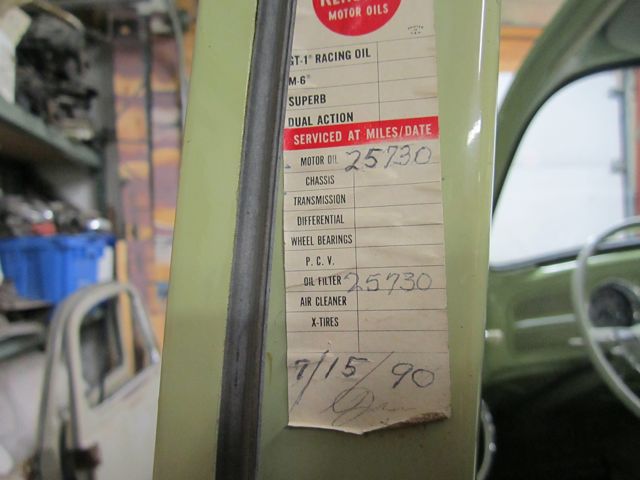 MOTOR OILS
GT-1® RACING OIL
M-6®
SUPERB
DUAL ACTION
SERVICED AT MILES/DATE
MOTOR OIL 25730
CHASSIS
TRANSMISSION
DIFFERENTIAL
WHEEL BEARINGS
P. C. V.
OIL FILTER 25730
AIR CLEANER
X-TIRES
7/15/90